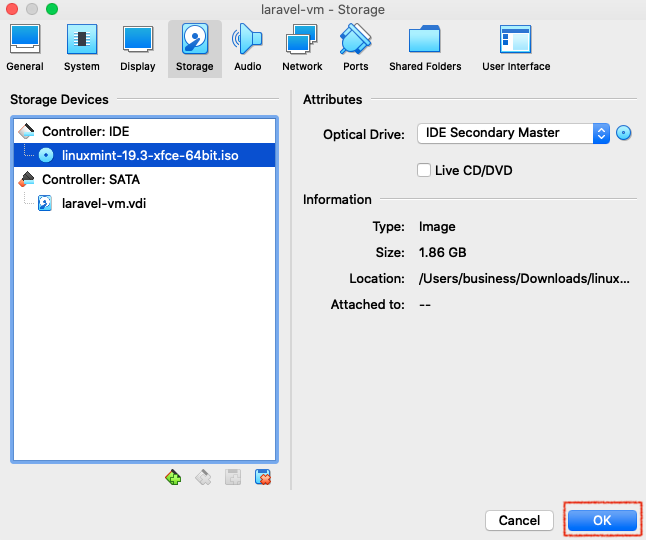 laravel-vm - Storage
General System Display Storage Audio Network Ports Shared Folders User Interface
Storage Devices
Controller: IDE
linuxmint-19.3-xfce-64bit.iso
Controller: SATA
laravel-vm.vdi
Attributes
Optical Drive: IDE Secondary Master
Live CD/DVD
Information
Type: Image
Size: 1.86 GB
Location: /Users/business/Downloads/linux...
Attached to: --
Cancel OK